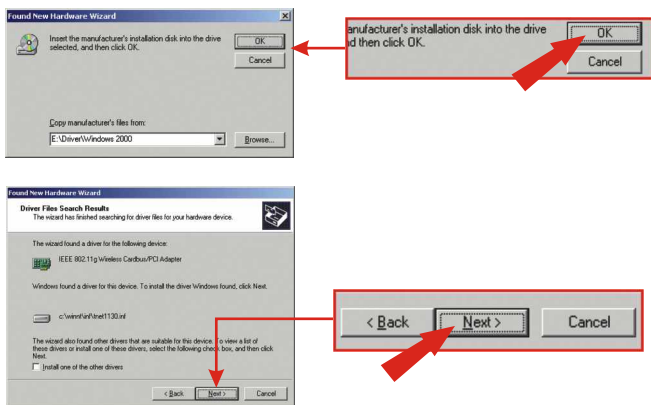 Found New Hardware Wizard
Insert the manufacturer's installation disk into the drive
selected, and then click OK.
OK
Cancel
Copy manufacturer's files from:
E:\Driver\Windows 2000
Browse...
anufacturer's installation disk into the drive
d then click OK.
OK
Cancel
Found New Hardware Wizard
Driver Files Search Results
The wizard has finished searching for driver files for your hardware device.
The wizard found a driver for the following device:
IEEE 802.11g Wireless Cardbus/PCI Adapter
Windows found a driver for this device. To install the driver Windows found, click Next.
c:\winnt\inf\tnet1130.inf
The wizard also found other drivers that are suitable for this device. To view a list of
these drivers or install one of these drivers, select the following check box, and then click
Next.
Install one of the other drivers
< Back
Next >
Cancel
< Back
Next >
Cancel